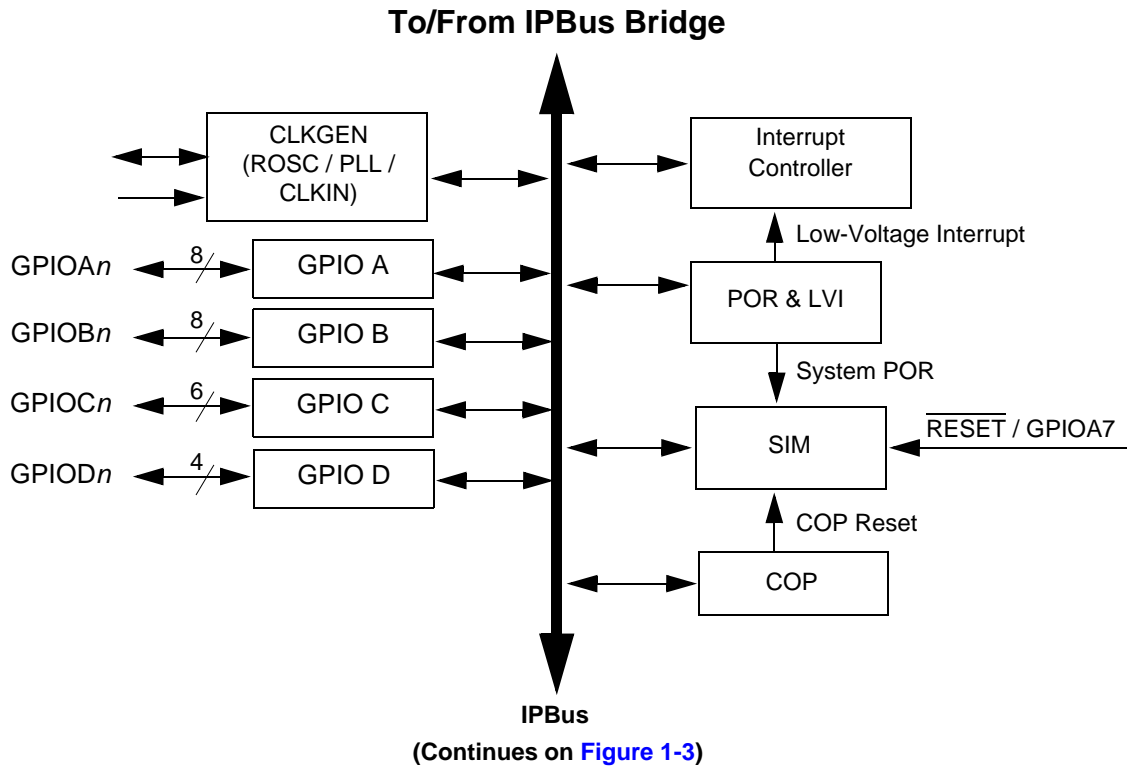 To/From IPBus Bridge
CLKGEN
(ROSC / PLL /
CLKIN)
Interrupt
Controller
Low-Voltage Interrupt
GPIOAn
8
GPIO A
POR & LVI
GPIOBn
8
GPIO B
System POR
GPIOCn
6
GPIO C
SIM
RESET / GPIOA7
GPIODn
4
GPIO D
COP Reset
COP
IPBus
(Continues on Figure 1-3)